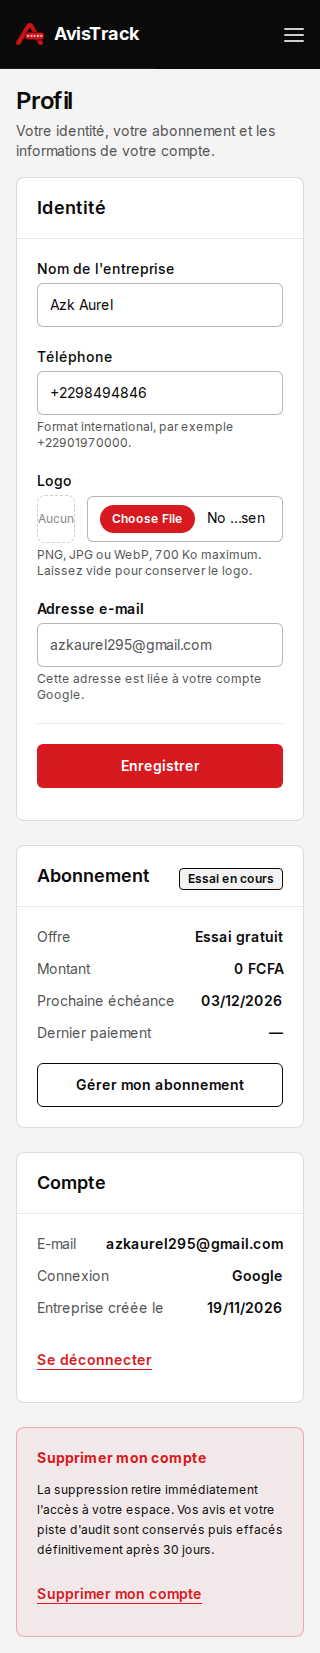 AvisTrack
Profil
Votre identité, votre abonnement et les
informations de votre compte.
Identité
Nom de l'entreprise
Azk Aurel
Téléphone
+2298494846
Format international, par exemple
+22901970000.
Logo
Aucun
Choose File No ...sen
PNG, JPG ou WebP, 700 Ko maximum.
Laissez vide pour conserver le logo.
Adresse e-mail
azkaurel295@gmail.com
Cette adresse est liée à votre compte
Google.
Enregistrer
Abonnement Essai en cours
Offre Essai gratuit
Montant 0 FCFA
Prochaine échéance 03/12/2026
Dernier paiement —
Gérer mon abonnement
Compte
E-mail azkaurel295@gmail.com
Connexion Google
Entreprise créée le 19/11/2026
Se déconnecter
Supprimer mon compte
La suppression retire immédiatement
l'accès à votre espace. Vos avis et votre
piste d'audit sont conservés puis effacés
définitivement après 30 jours.
Supprimer mon compte